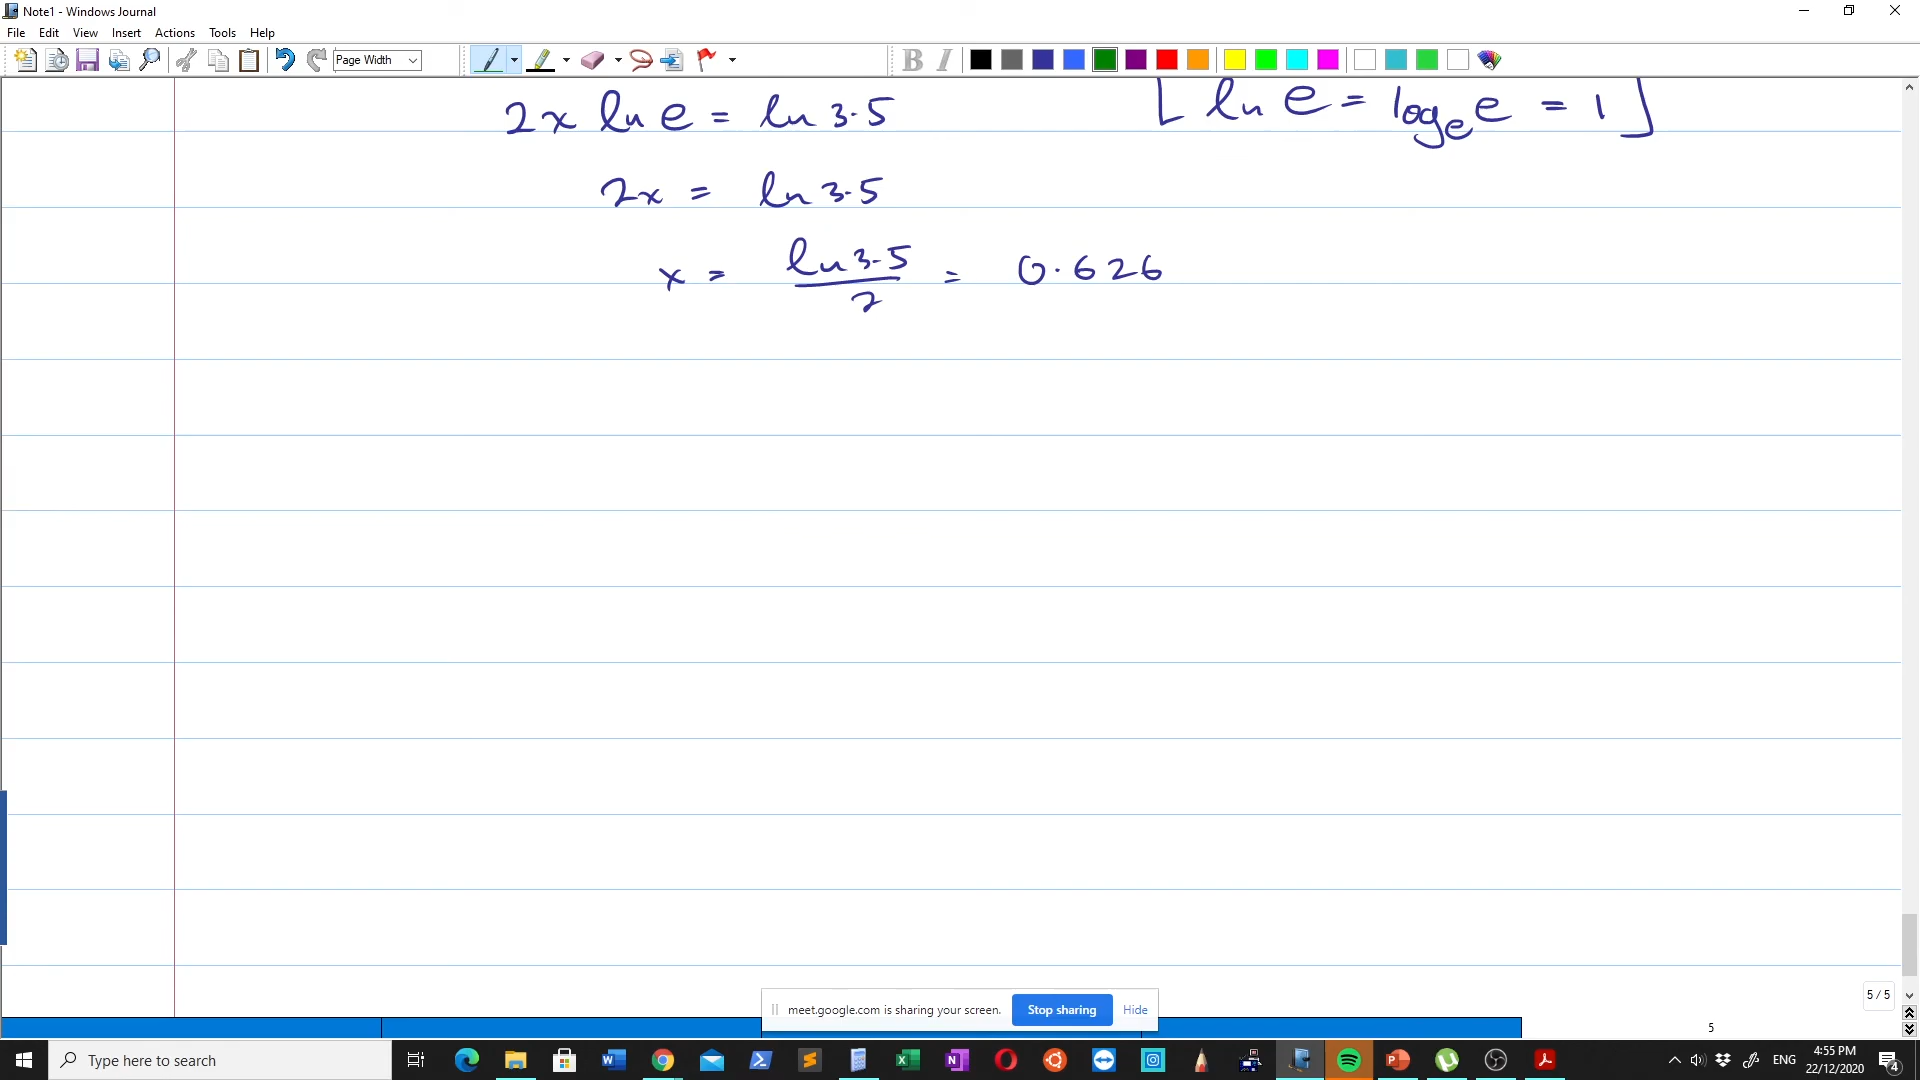 Note1 - Windows Journal
File Edit View Insert Actions Tools Help
Page Width
B I
2x ln e = ln 3.5 [ ln e = log_e e = 1 ]
2x = ln 3.5
x = ln 3.5 / 2 = 0.626
5 / 5
meet.google.com is sharing your screen. Stop sharing Hide
5
Type here to search
ENG
4:55 PM
22/12/2020
4